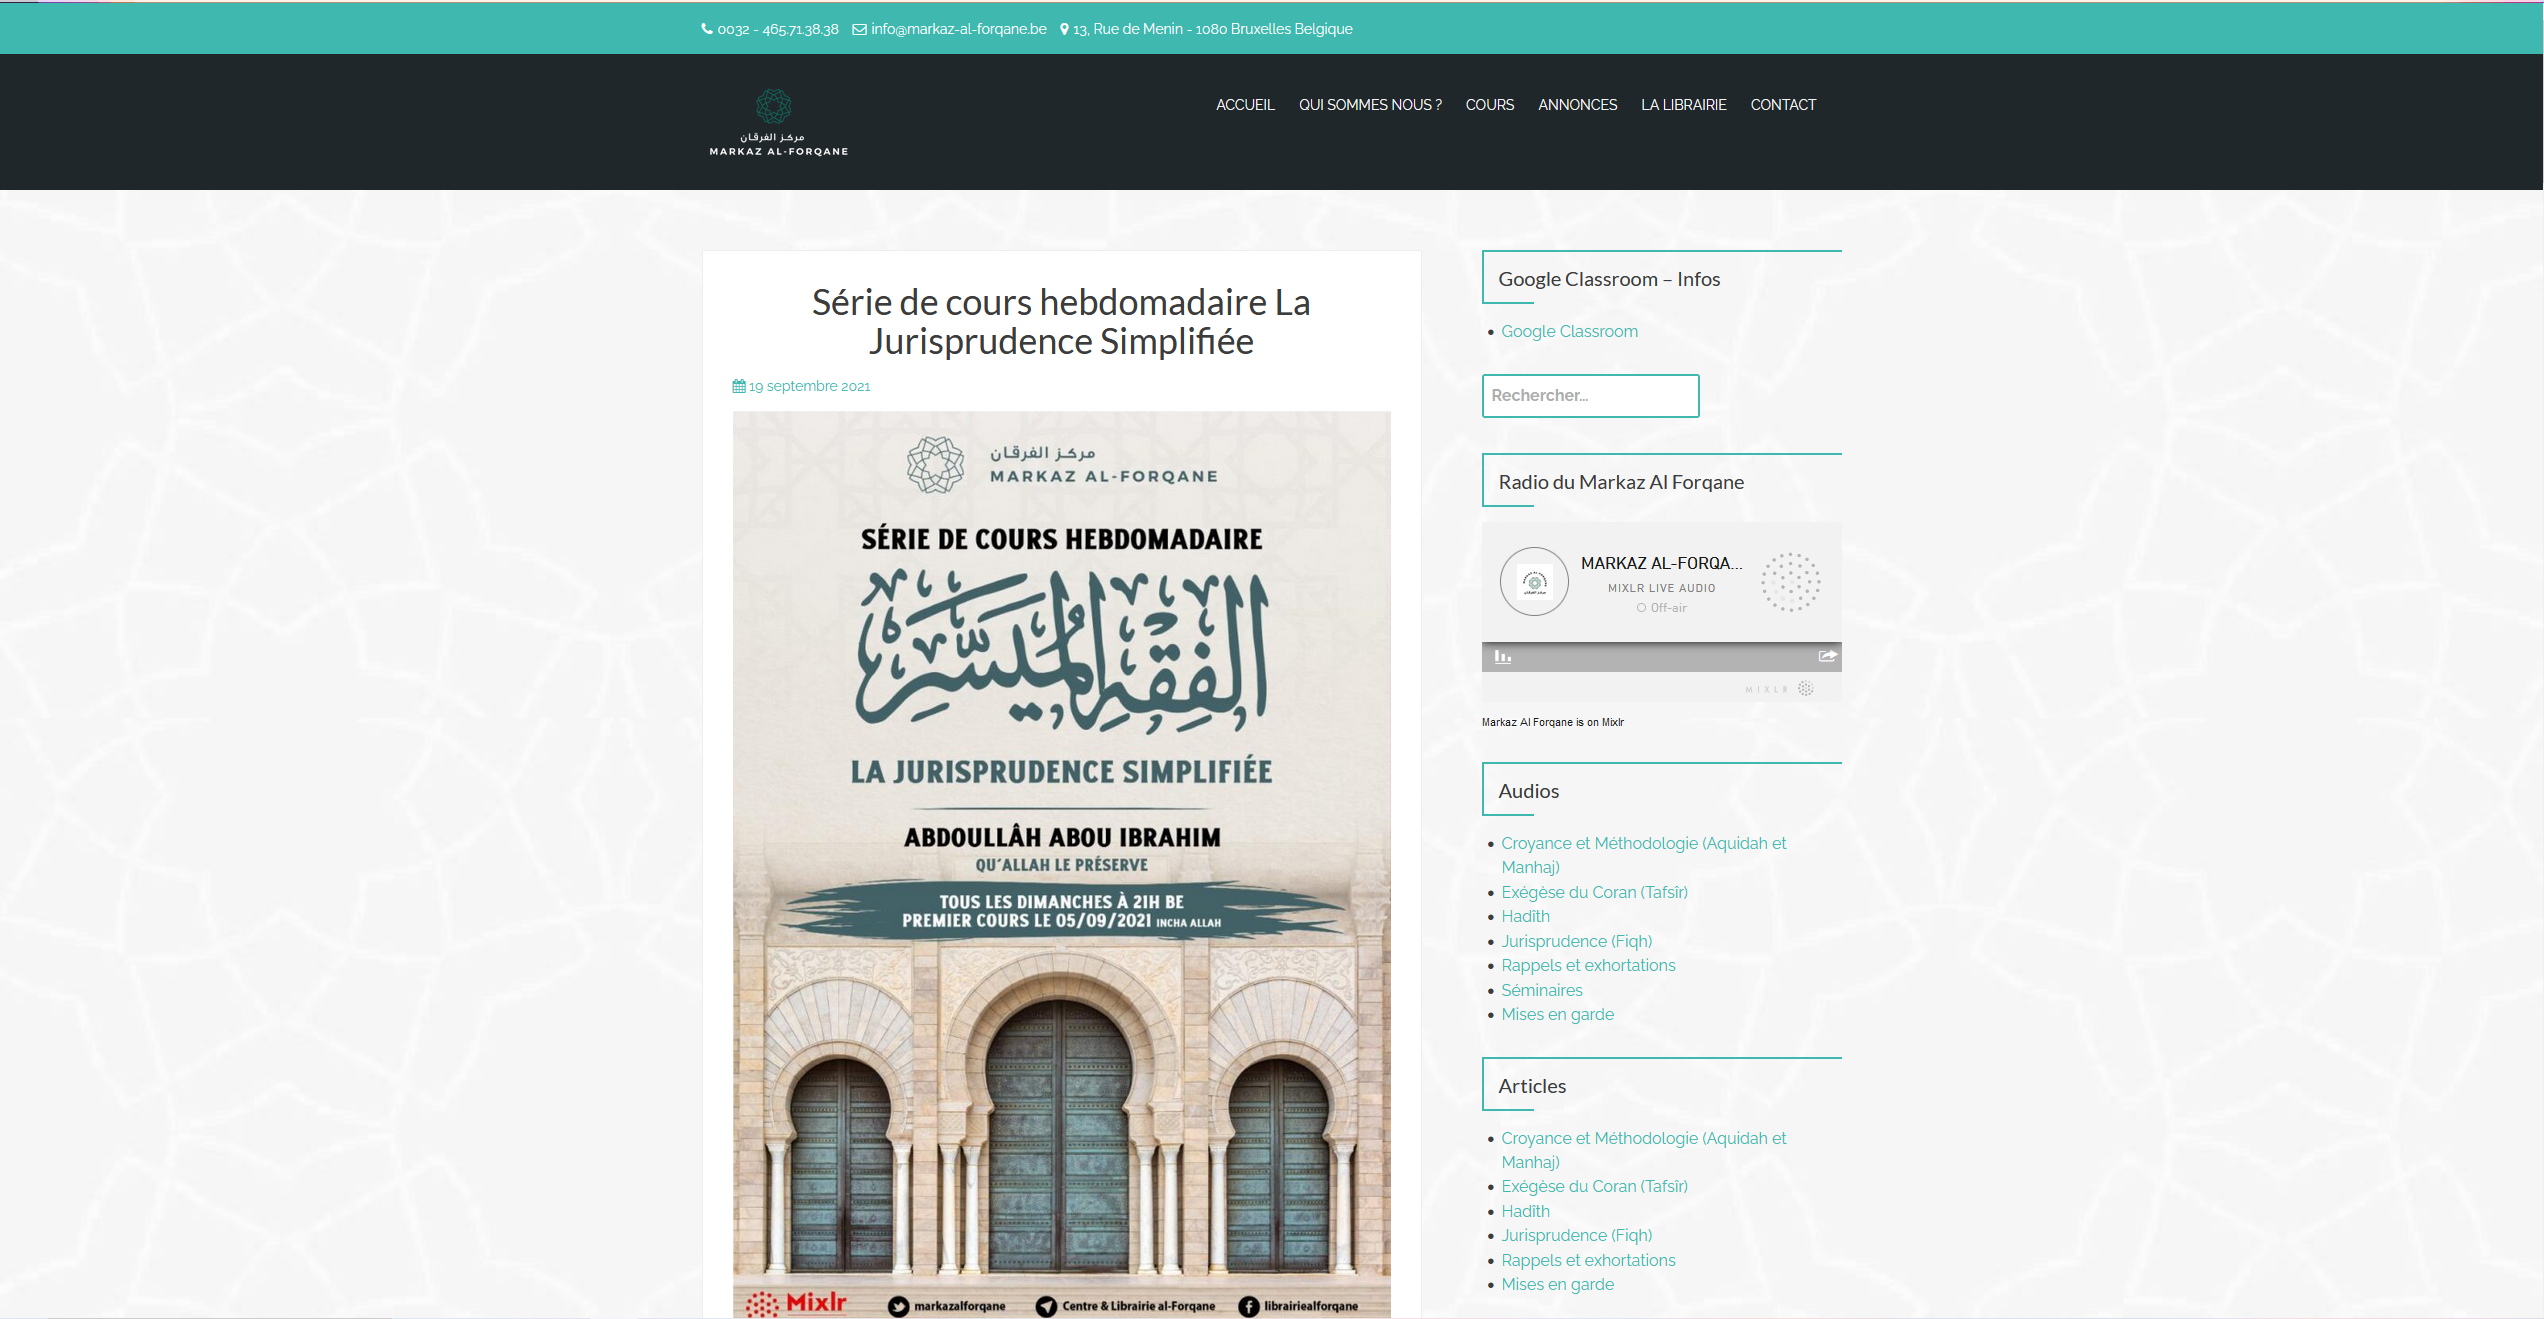 0032 - 465.71.38.38 info@markaz-al-forqane.be 13, Rue de Menin - 1080 Bruxelles Belgique
مركز الفرقان
MARKAZ AL-FORQANE
ACCUEIL QUI SOMMES NOUS ? COURS ANNONCES LA LIBRAIRIE CONTACT
Série de cours hebdomadaire La
Jurisprudence Simplifiée
19 septembre 2021
مركز الفرقان
MARKAZ AL-FORQANE
SÉRIE DE COURS HEBDOMADAIRE
الفِقْهُ المُيَسَّرُ
LA JURISPRUDENCE SIMPLIFIÉE
ABDOULLÂH ABOU IBRAHIM
QU'ALLAH LE PRÉSERVE
TOUS LES DIMANCHES À 21H BE
PREMIER COURS LE 05/09/2021 INCHA ALLAH
Mixlr markazalforqane Centre & Librairie al-Forqane librairiealforqane
Google Classroom – Infos
Google Classroom
Rechercher...
Radio du Markaz Al Forqane
MARKAZ AL-FORQA...
MIXLR LIVE AUDIO
Off-air
MIXLR
Markaz Al Forqane is on Mixlr
Audios
Croyance et Méthodologie (Aquidah et
Manhaj)
Exégèse du Coran (Tafsîr)
Hadîth
Jurisprudence (Fiqh)
Rappels et exhortations
Séminaires
Mises en garde
Articles
Croyance et Méthodologie (Aquidah et
Manhaj)
Exégèse du Coran (Tafsîr)
Hadîth
Jurisprudence (Fiqh)
Rappels et exhortations
Mises en garde